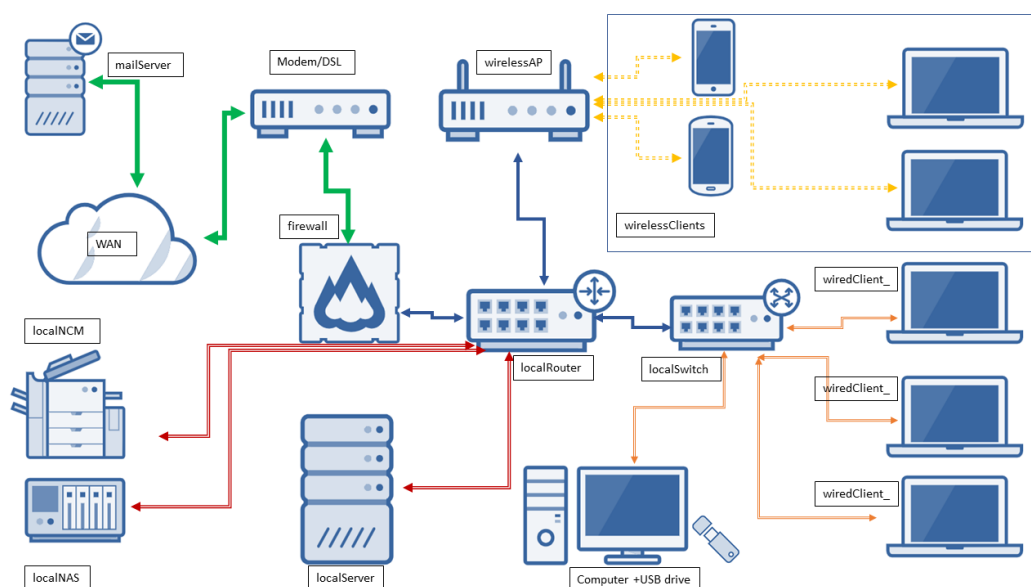 mailServer
Modem/DSL
wirelessAP
wirelessClients
WAN
firewall
wiredClient_
localNCM
localRouter
localSwitch
wiredClient_
wiredClient_
localNAS
localServer
Computer +USB drive